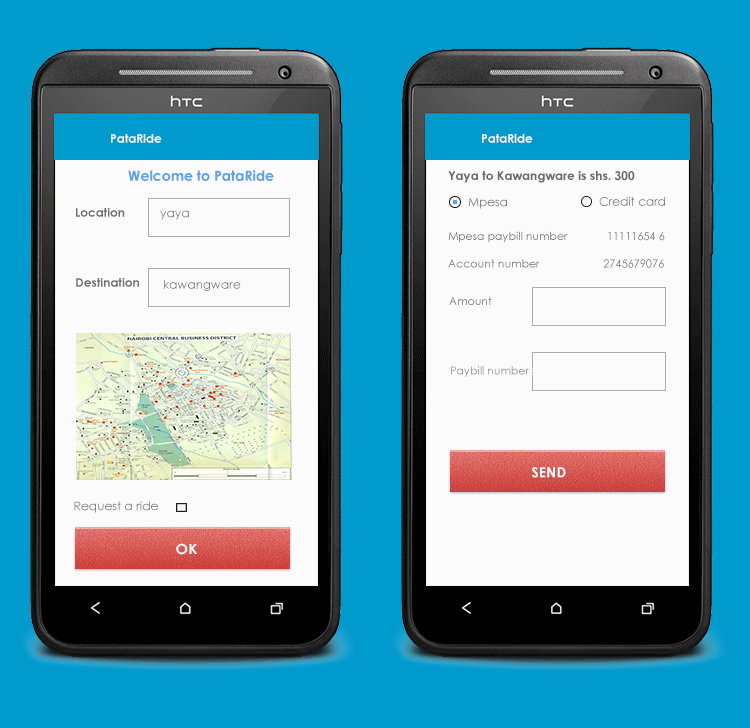 hTC
PataRide
Welcome to PataRide
Location
yaya
Destination
kawangware
NAIROBI CENTRAL BUSINESS DISTRICT
Request a ride
OK
hTC
PataRide
Yaya to Kawangware is shs. 300
Mpesa
Credit card
Mpesa paybill number 11111654 6
Account number 2745679076
Amount
Paybill number
SEND